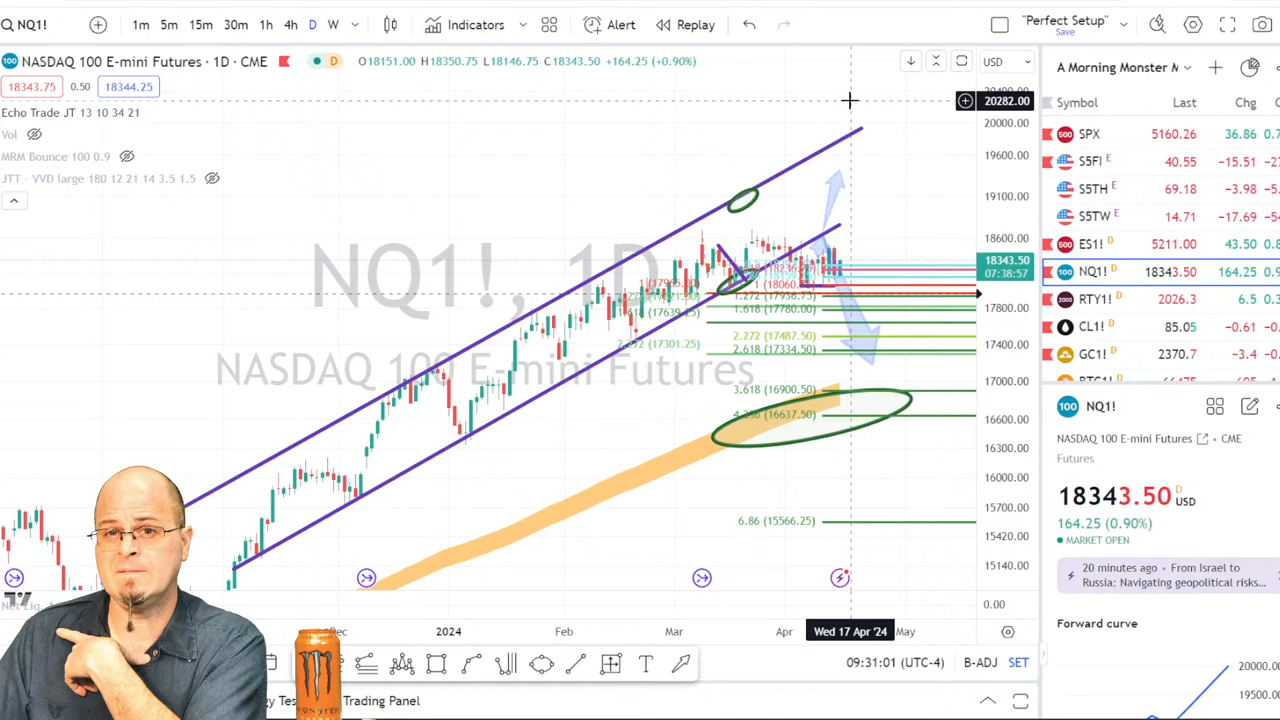 NQ1!
1m 5m 15m 30m 1h 4h D W
Indicators
Alert
Replay
"Perfect Setup"
Save
NASDAQ 100 E-mini Futures · 1D · CME
D
O18151.00 H18350.75 L18146.75 C18343.50 +164.25 (+0.90%)
USD
18343.75 0.50 18344.25
Echo Trade JT 13 10 34 21
Vol
MRM Bounce 100 0.9
JTT - VVD large 180 12 21 14 3.5 1.5
NQ1!, 1D
NASDAQ 100 E-mini Futures
20282.00
20000.00
19600.00
19100.00
18600.00
18343.50
07:38:57
17800.00
17400.00
17000.00
16600.00
16300.00
16000.00
15700.00
15420.00
15140.00
0.00
1.618 (17780.00)
2.272 (17487.50)
2.618 (17334.50)
2.272 (17301.25)
3.618 (16900.50)
6.86 (15566.25)
2024 Feb Mar Apr Wed 17 Apr '24 May
09:31:01 (UTC-4) B-ADJ SET
Trading Panel
A Morning Monster M
Symbol Last Chg
SPX 5160.26 36.86
S5FI E 40.55 −15.51
S5TH E 69.18 −3.98
S5TW E 14.71 −17.69
ES1! D 5211.00 43.50
NQ1! D 18343.50 164.25
RTY1! D 2026.3 6.5
CL1! D 85.05 −0.61
GC1! D 2370.7 −3.4
NQ1!
NASDAQ 100 E-mini Futures • CME
Futures
18343.50 D USD
164.25 (0.90%)
MARKET OPEN
20 minutes ago • From Israel to
Russia: Navigating geopolitical risks...
Forward curve
20000.00
19500.00